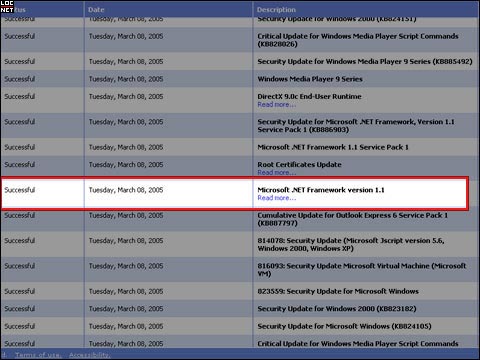 LOC
NET
Status Date Description
Successful Tuesday, March 08, 2005 Security Update for Windows 2000 (KB824151)
Successful Tuesday, March 08, 2005 Critical Update for Windows Media Player Script Commands
(KB828026)
Successful Tuesday, March 08, 2005 Security Update for Windows Media Player 9 Series (KB885492)
Successful Tuesday, March 08, 2005 Windows Media Player 9 Series
Successful Tuesday, March 08, 2005 DirectX 9.0c End-User Runtime
Read more...
Successful Tuesday, March 08, 2005 Security Update for Microsoft .NET Framework, Version 1.1
Service Pack 1 (KB886903)
Successful Tuesday, March 08, 2005 Microsoft .NET Framework 1.1 Service Pack 1
Successful Tuesday, March 08, 2005 Root Certificates Update
Read more...
Successful Tuesday, March 08, 2005 Microsoft .NET Framework version 1.1
Read more...
Successful Tuesday, March 08, 2005 Cumulative Update for Outlook Express 6 Service Pack 1
(KB887797)
Successful Tuesday, March 08, 2005 814078: Security Update (Microsoft Jscript version 5.6,
Windows 2000, Windows XP)
Successful Tuesday, March 08, 2005 816093: Security Update Microsoft Virtual Machine (Microsoft
VM)
Successful Tuesday, March 08, 2005 823559: Security Update for Microsoft Windows
Successful Tuesday, March 08, 2005 Security Update for Windows 2000 (KB823182)
Successful Tuesday, March 08, 2005 Security Update for Microsoft Windows (KB824105)
Successful Tuesday, March 08, 2005 Critical Update for Windows Media Player Script Commands
d. Terms of use. Accessibility.